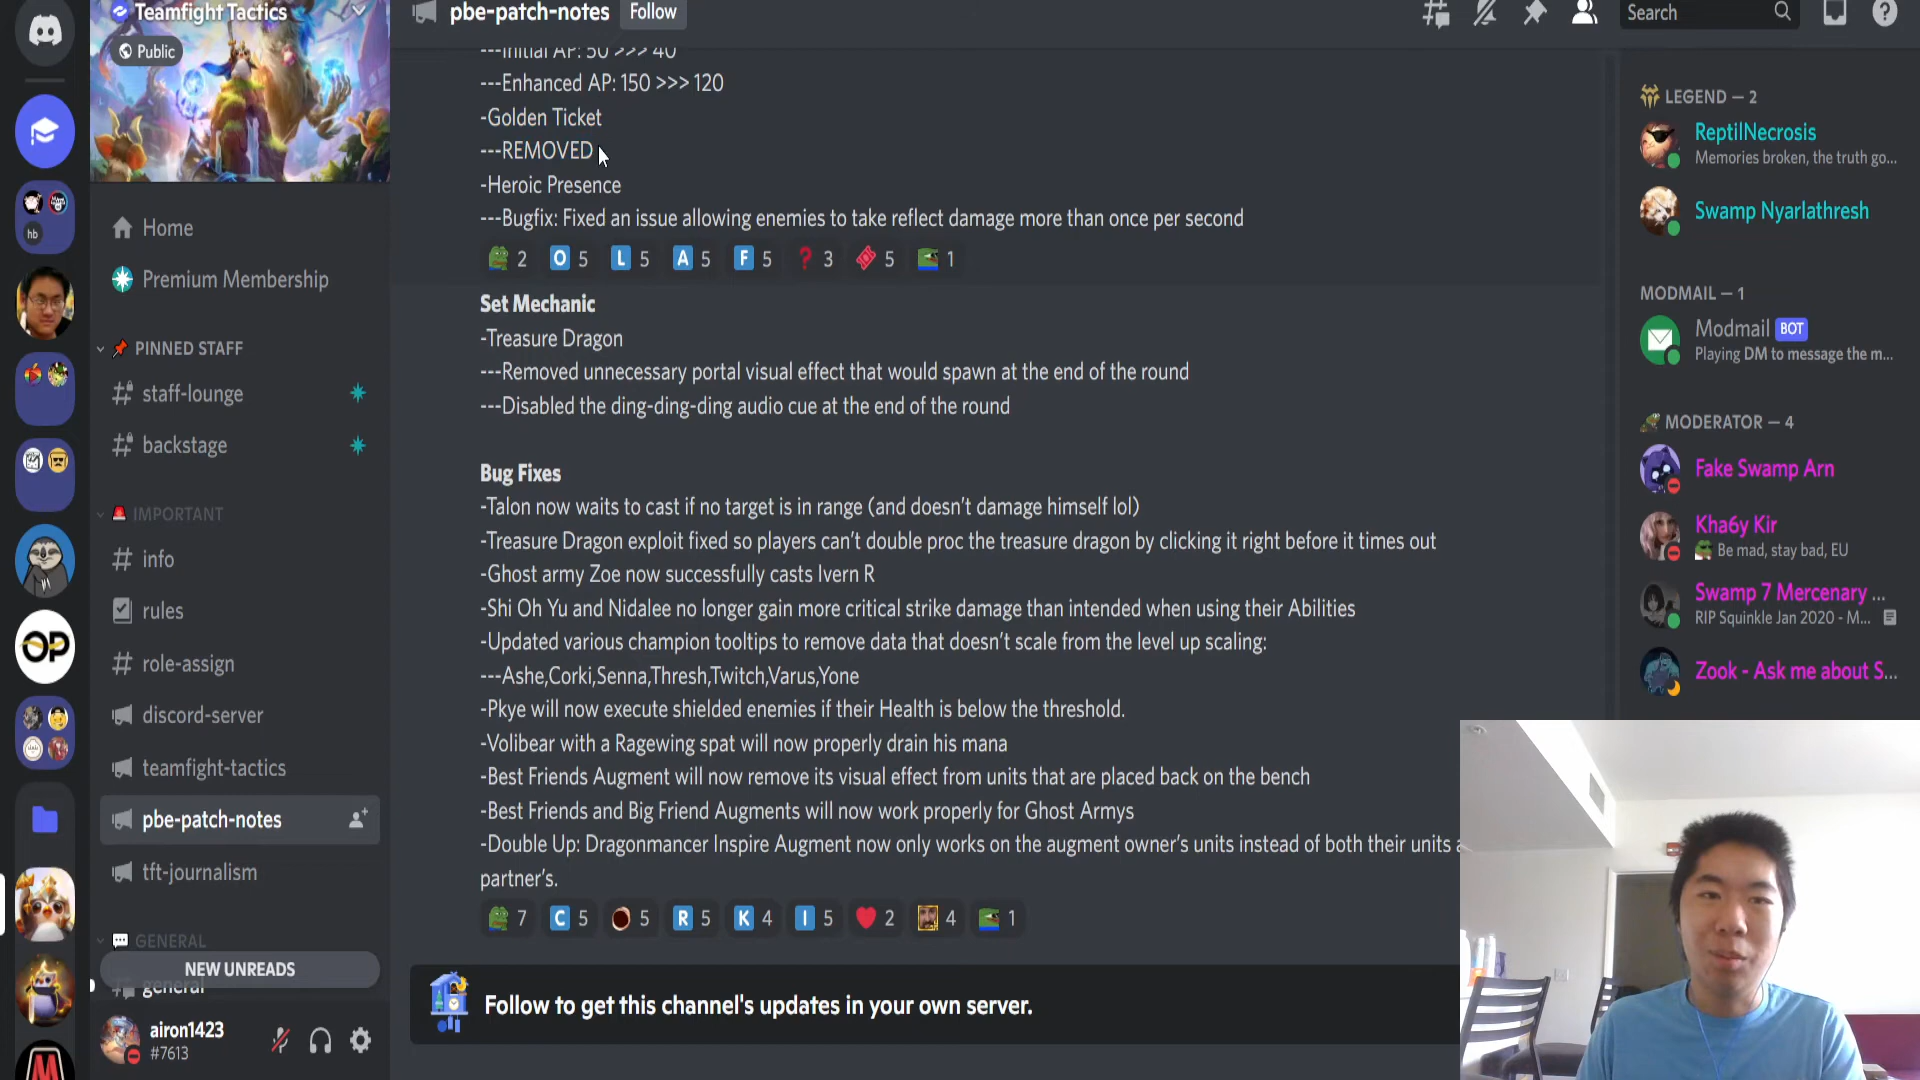 Teamfight Tactics
Public
Home
Premium Membership
PINNED STAFF
staff-lounge
backstage
IMPORTANT
info
rules
role-assign
discord-server
teamfight-tactics
pbe-patch-notes
tft-journalism
GENERAL
NEW UNREADS
general
airon1423
#7613
hb
OP
pbe-patch-notes
Follow
Search
---Initial AP: 50 >>> 40
---Enhanced AP: 150 >>> 120
-Golden Ticket
---REMOVED
-Heroic Presence
---Bugfix: Fixed an issue allowing enemies to take reflect damage more than once per second
2 O 5 L 5 A 5 F 5 ? 3 5 1
Set Mechanic
-Treasure Dragon
---Removed unnecessary portal visual effect that would spawn at the end of the round
---Disabled the ding-ding-ding audio cue at the end of the round
Bug Fixes
-Talon now waits to cast if no target is in range (and doesn't damage himself lol)
-Treasure Dragon exploit fixed so players can't double proc the treasure dragon by clicking it right before it times out
-Ghost army Zoe now successfully casts Ivern R
-Shi Oh Yu and Nidalee no longer gain more critical strike damage than intended when using their Abilities
-Updated various champion tooltips to remove data that doesn't scale from the level up scaling:
---Ashe,Corki,Senna,Thresh,Twitch,Varus,Yone
-Pkye will now execute shielded enemies if their Health is below the threshold.
-Volibear with a Ragewing spat will now properly drain his mana
-Best Friends Augment will now remove its visual effect from units that are placed back on the bench
-Best Friends and Big Friend Augments will now work properly for Ghost Armys
-Double Up: Dragonmancer Inspire Augment now only works on the augment owner's units instead of both their units
partner's.
7 C 5 5 R 5 K 4 I 5 2 4 1
Follow to get this channel's updates in your own server.
LEGEND — 2
ReptilNecrosis
Memories broken, the truth go...
Swamp Nyarlathresh
MODMAIL — 1
Modmail BOT
Playing DM to message the m...
MODERATOR — 4
Fake Swamp Arn
Kha6y Kir
Be mad, stay bad, EU
Swamp 7 Mercenary ...
RIP Squinkle Jan 2020 - M...
Zook - Ask me about S...